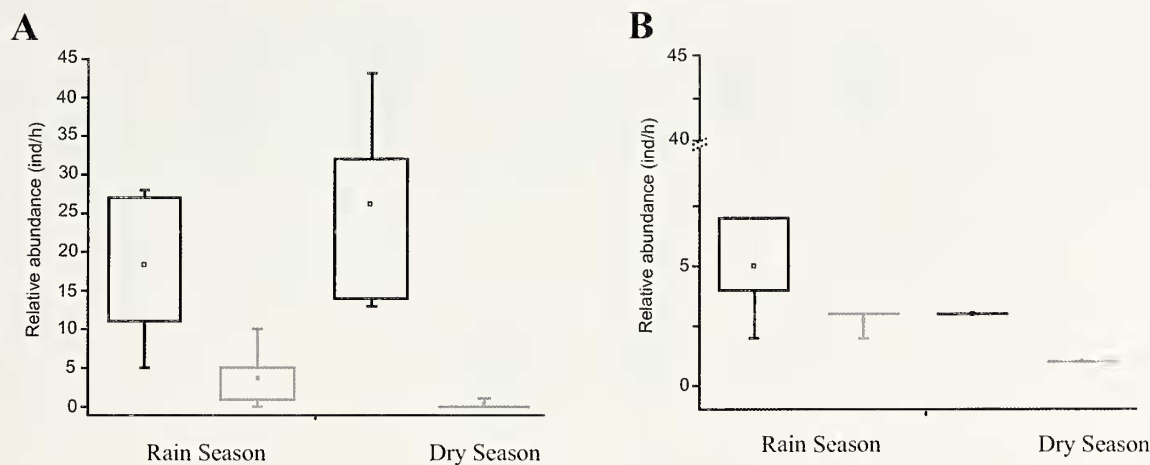 A
Relative abundance (ind/h)
45
40
35
30
25
20
15
10
5
0
Rain Season
Dry Season
B
Relative abundance (ind/h)
45
40
5
0
Rain Season
Dry Season